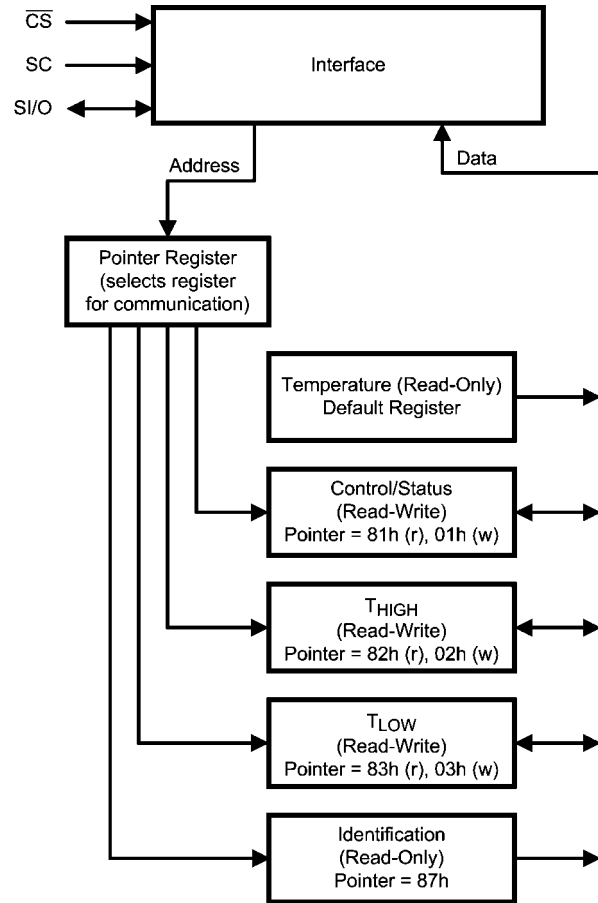 CS
SC
SI/O
Interface
Address
Data
Pointer Register
(selects register
for communication)
Temperature (Read-Only)
Default Register
Control/Status
(Read-Write)
Pointer = 81h (r), 01h (w)
THIGH
(Read-Write)
Pointer = 82h (r), 02h (w)
TLOW
(Read-Write)
Pointer = 83h (r), 03h (w)
Identification
(Read-Only)
Pointer = 87h